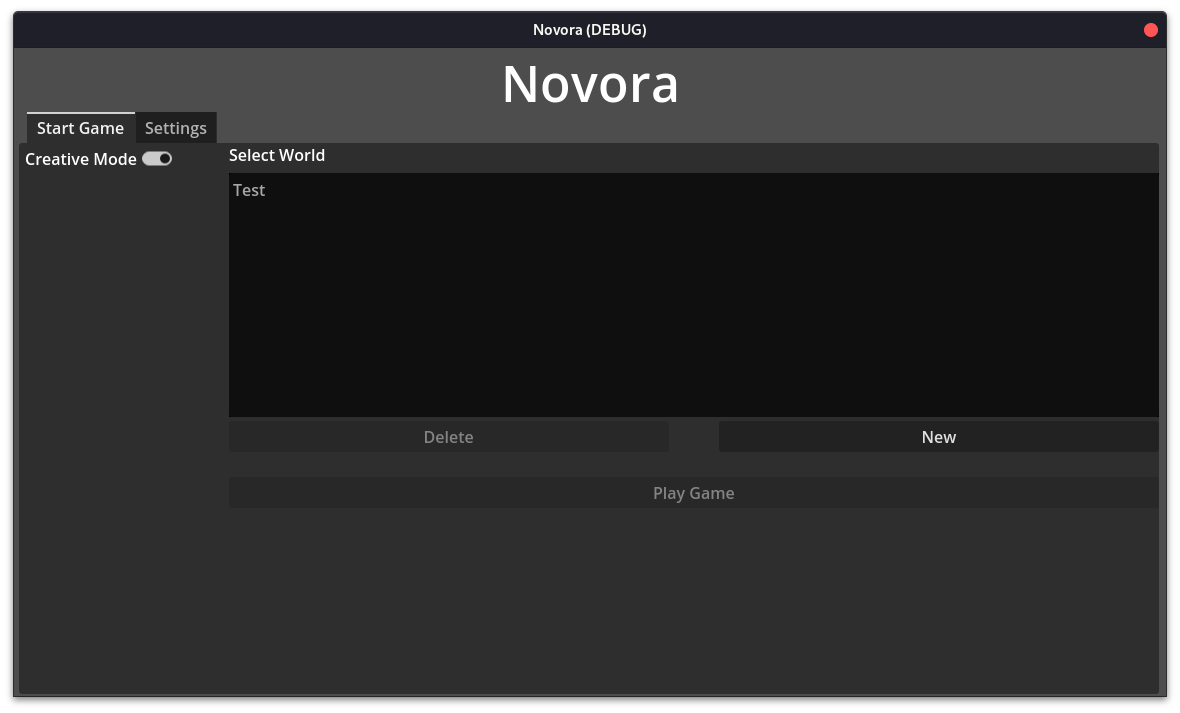 Novora (DEBUG)
Novora
Start Game Settings
Creative Mode
Select World
Test
Delete New
Play Game